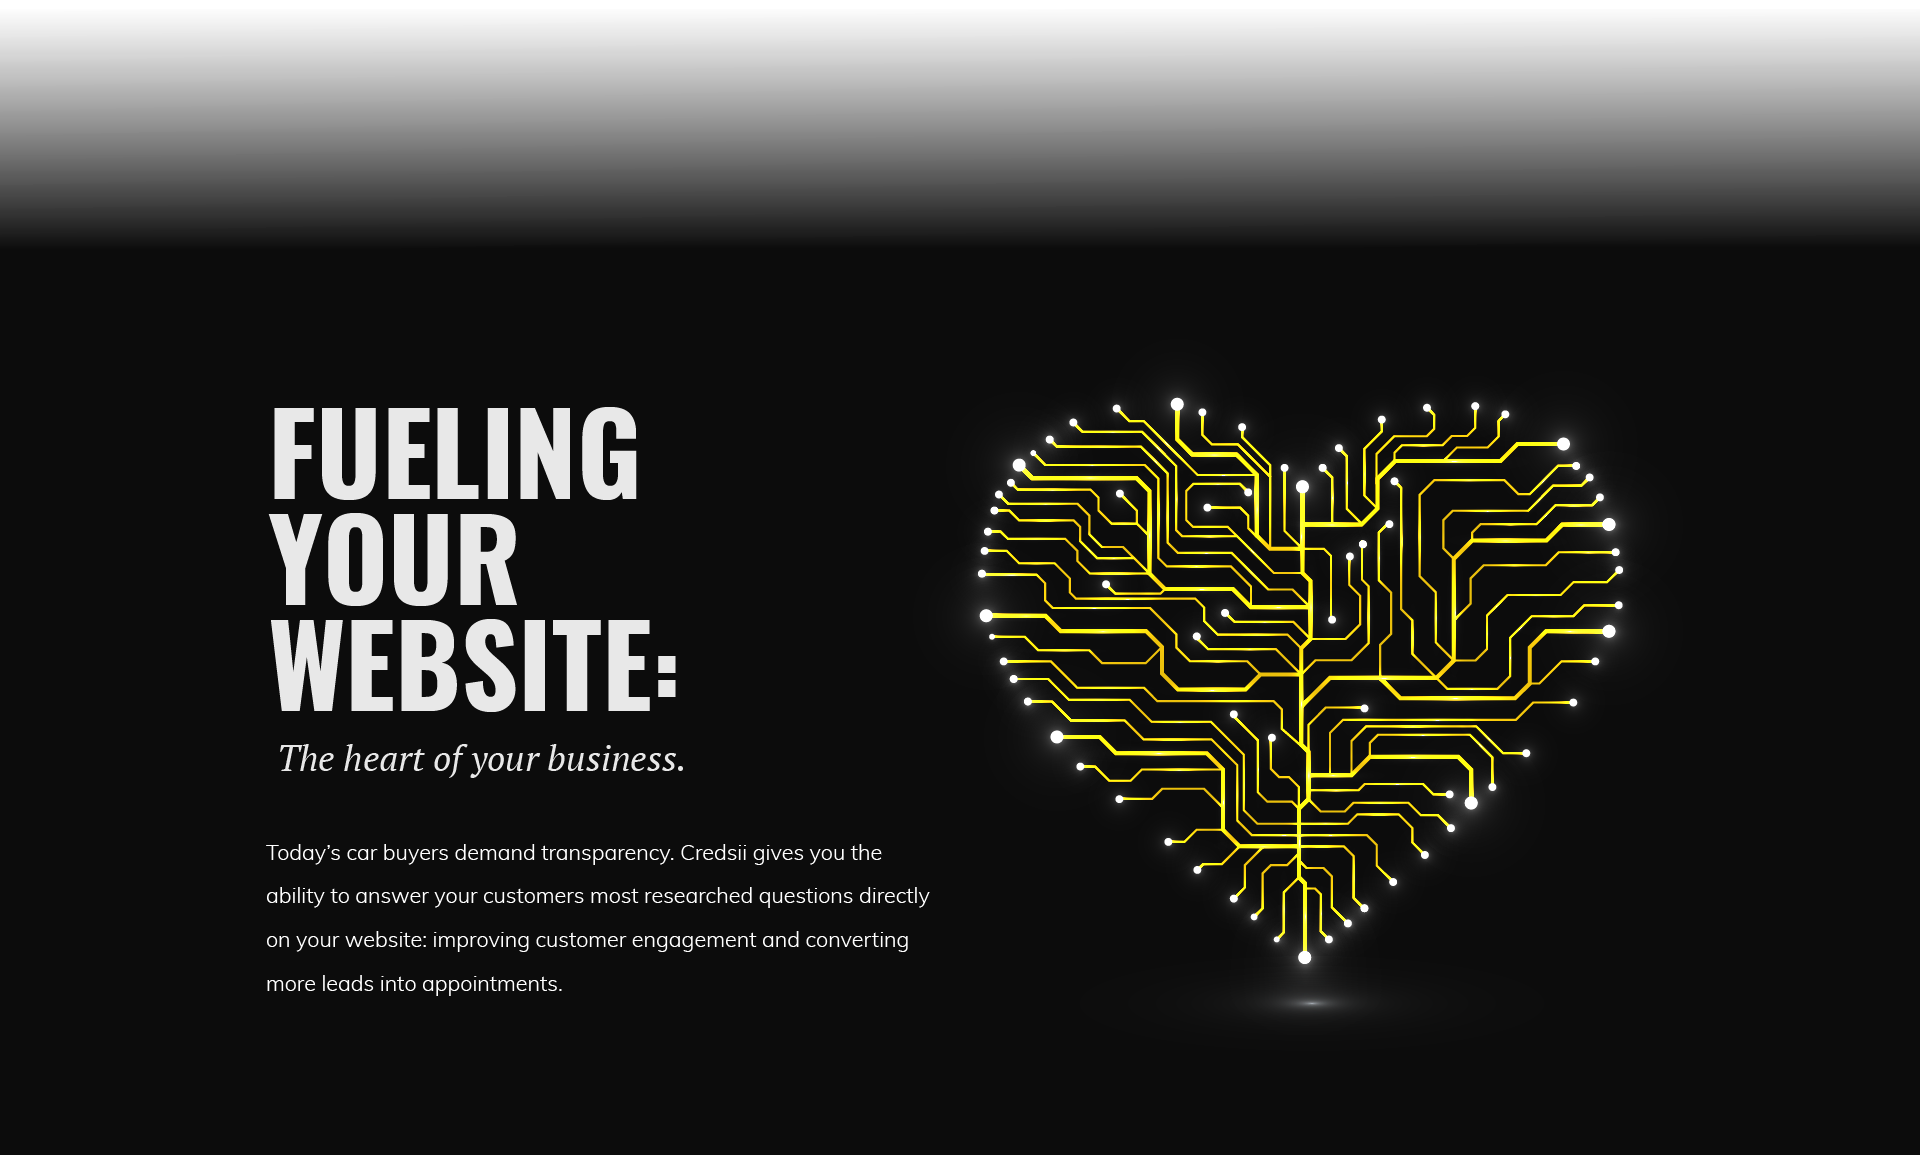 FUELING
YOUR
WEBSITE:
The heart of your business.
Today’s car buyers demand transparency. Credsii gives you the
ability to answer your customers most researched questions directly
on your website: improving customer engagement and converting
more leads into appointments.